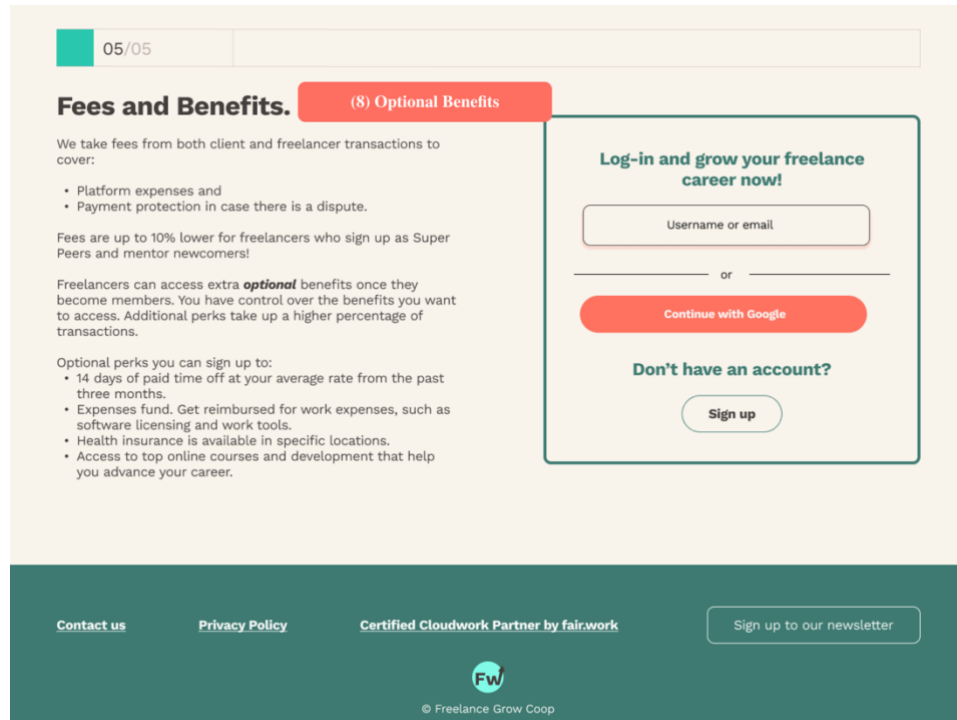 05/05
Fees and Benefits.
(8) Optional Benefits
We take fees from both client and freelancer transactions to
cover:
• Platform expenses and
• Payment protection in case there is a dispute.
Fees are up to 10% lower for freelancers who sign up as Super
Peers and mentor newcomers!
Freelancers can access extra optional benefits once they
become members. You have control over the benefits you want
to access. Additional perks take up a higher percentage of
transactions.
Optional perks you can sign up to:
• 14 days of paid time off at your average rate from the past
three months.
• Expenses fund. Get reimbursed for work expenses, such as
software licensing and work tools.
• Health insurance is available in specific locations.
• Access to top online courses and development that help
you advance your career.
Log-in and grow your freelance
career now!
Username or email
or
Continue with Google
Don't have an account?
Sign up
Contact us
Privacy Policy
Certified Cloudwork Partner by fair.work
Sign up to our newsletter
Fw
© Freelance Grow Coop